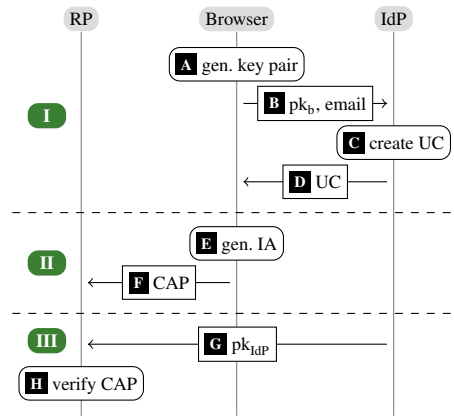 RP Browser IdP
A gen. key pair
B pk_b, email
I
C create UC
D UC
E gen. IA
II
F CAP
III
G pk_IdP
H verify CAP